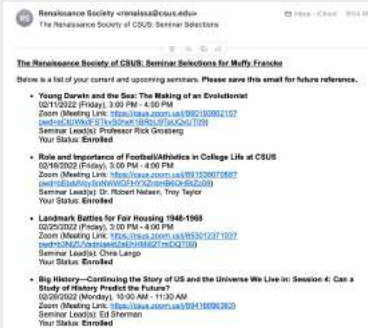 RS
Renaissance Society <renaissa@csus.edu>
The Renaissance Society of CSUS: Seminar Selections
The Renaissance Society of CSUS: Seminar Selections for Muffy Francke
Below is a list of your current and upcoming seminars. Please save this email for future reference.
• Young Darwin and the Sea: The Making of an Evolutionist
02/11/2022 (Friday), 3:00 PM - 4:00 PM
Zoom (Meeting Link:
Seminar Lead(s): Professor Rick Grosberg
Your Status: Enrolled
• Role and Importance of Football/Athletics in College Life at CSUS
(Friday), 3:00 PM - 4:00 PM
Zoom (Meeting Link:
Seminar Lead(s): Dr. Robert Nelsen, Troy Taylor
Your Status: Enrolled
• Landmark Battles for Fair Housing 1948-1968
02/25/2022 (Friday), 3:00 PM - 4:00 PM
Zoom (Meeting Link:
Seminar Lead(s): Chris Lango
Your Status: Enrolled
• Big History—Continuing the Story of US and the Universe We Live in: Session 4: Can a
Study of History Predict the Future?
02/28/2022 (Monday), 10:00 AM - 11:30 AM
Zoom (Meeting Link:
Seminar Lead(s): Ed Sherman
Your Status: Enrolled